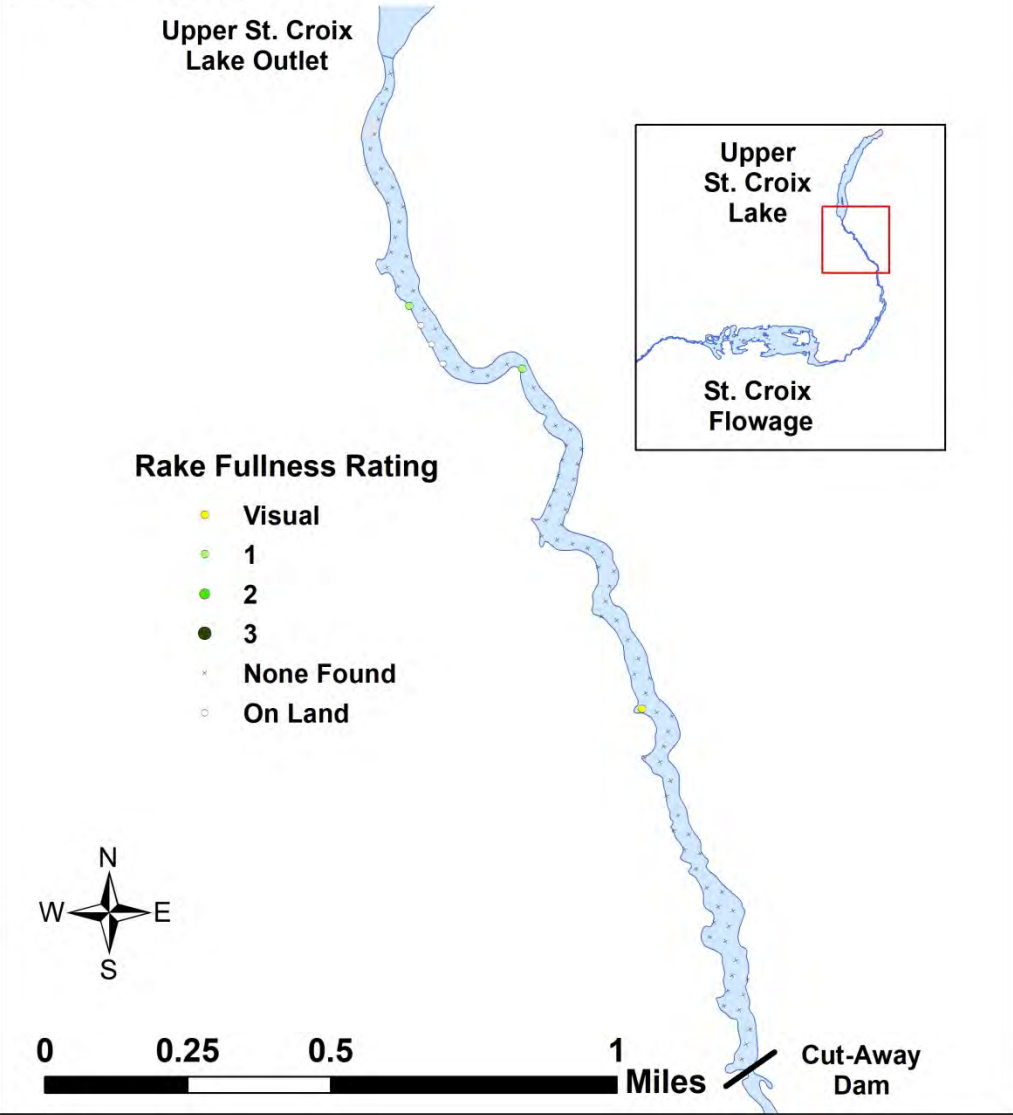 Upper St. Croix
Lake Outlet
Upper
St. Croix
Lake
St. Croix
Flowage
Rake Fullness Rating
Visual
1
2
3
None Found
On Land
N
W E
S
0 0.25 0.5 1
Miles
Cut-Away
Dam